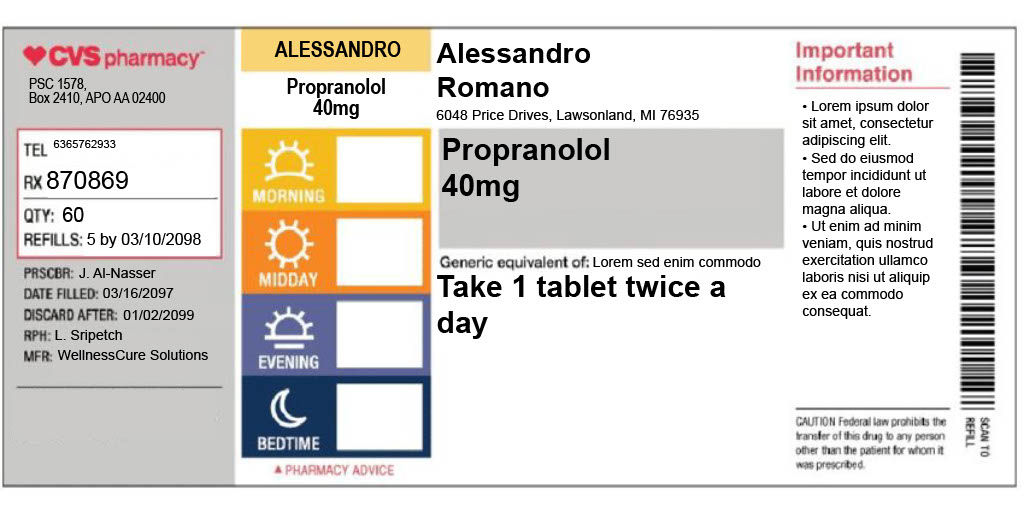 CVS pharmacy
PSC 1578,
Box 2410, APO AA 02400
TEL 6365762933
RX 870869
QTY: 60
REFILLS: 5 by 03/10/2098
PRSCBR: J. Al-Nasser
DATE FILLED: 03/16/2097
DISCARD AFTER: 01/02/2099
RPH: L. Sripetch
MFR: WellnessCure Solutions
ALESSANDRO
Propranolol
40mg
MORNING
MIDDAY
EVENING
BEDTIME
▲ PHARMACY ADVICE
Alessandro
Romano
6048 Price Drives, Lawsonland, MI 76935
Propranolol
40mg
Generic equivalent of: Lorem sed enim commodo
Take 1 tablet twice a
day
Important
Information
• Lorem ipsum dolor
sit amet, consectetur
adipiscing elit.
• Sed do eiusmod
tempor incididunt ut
labore et dolore
magna aliqua.
• Ut enim ad minim
veniam, quis nostrud
exercitation ullamco
laboris nisi ut aliquip
ex ea commodo
consequat.
CAUTION Federal law prohibits the
transfer of this drug to any person
other than the patient for whom it
was prescribed.
SCAN TO
REFILL